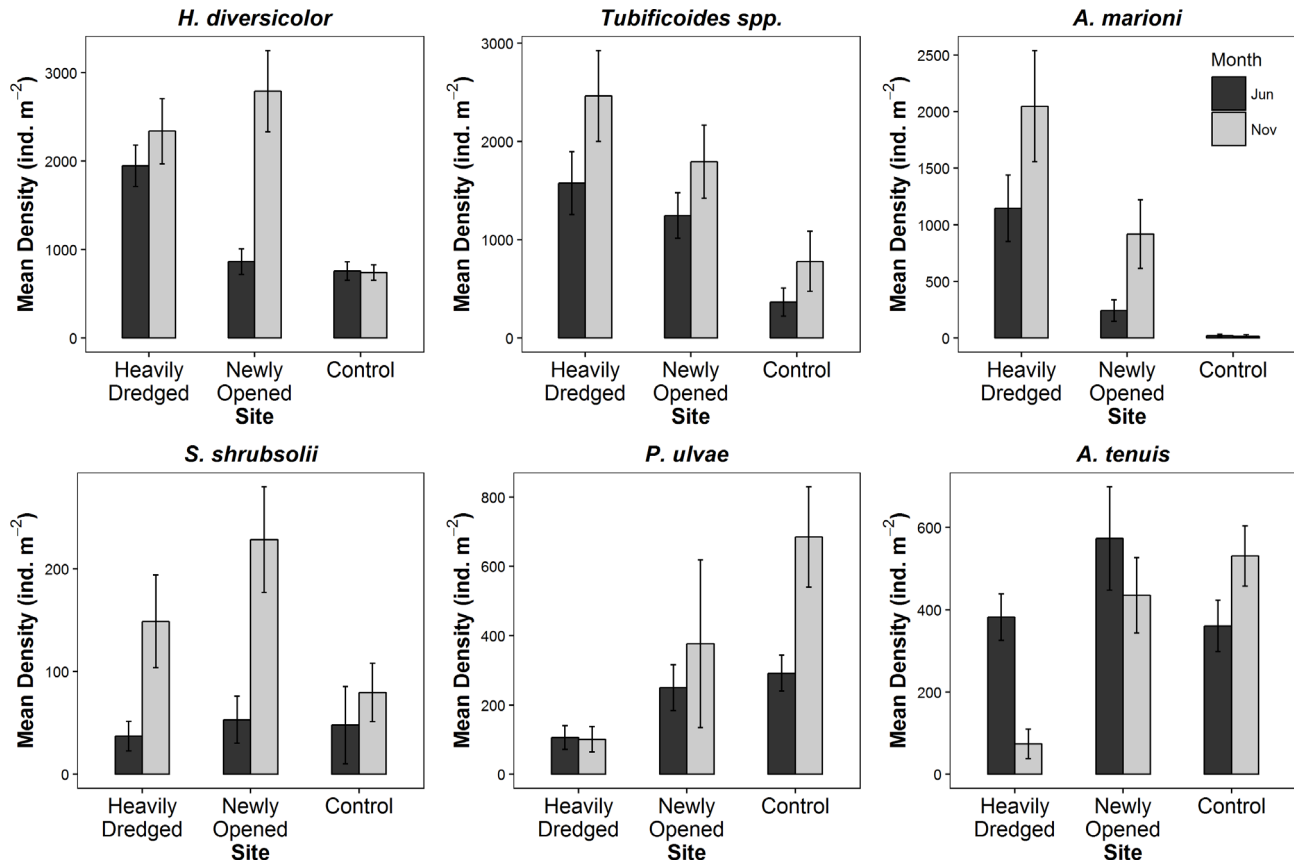 H. diversicolor
Mean Density (ind. m⁻²)
3000
2000
1000
0
Heavily Dredged
Newly Opened
Control
Site
Tubificoides spp.
Mean Density (ind. m⁻²)
3000
2000
1000
0
Heavily Dredged
Newly Opened
Control
Site
A. marioni
Mean Density (ind. m⁻²)
2500
2000
1500
1000
500
0
Month
Jun
Nov
Heavily Dredged
Newly Opened
Control
Site
S. shrubsolii
Mean Density (ind. m⁻²)
200
100
0
Heavily Dredged
Newly Opened
Control
Site
P. ulvae
Mean Density (ind. m⁻²)
800
600
400
200
0
Heavily Dredged
Newly Opened
Control
Site
A. tenuis
Mean Density (ind. m⁻²)
600
400
200
0
Heavily Dredged
Newly Opened
Control
Site